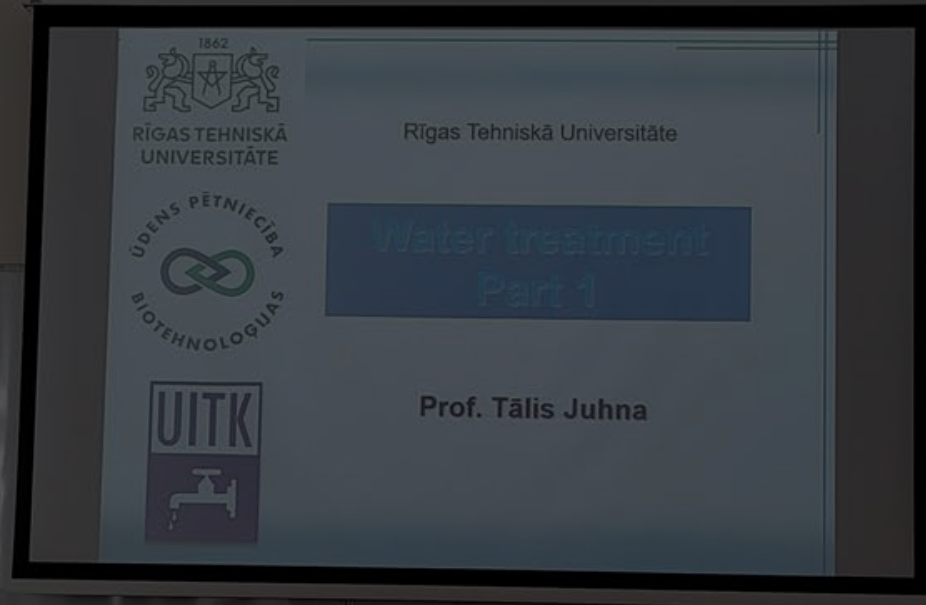 1862
RĪGAS TEHNISKĀ
UNIVERSITĀTE
Rīgas Tehniskā Universitāte
ŪDENS PĒTNIECĪBA
BIOTEHNOLOĢIJAS
Water treatment
Part 1
UITK
Prof. Tālis Juhna